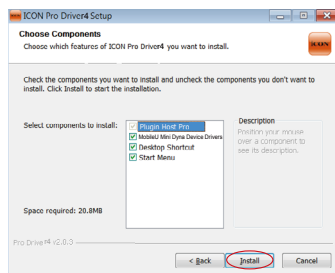 ICON Pro Driver4 Setup
Choose Components
Choose which features of ICON Pro Driver4 you want to install.
ICON
Check the components you want to install and uncheck the components you don't want to
install. Click Install to start the installation.
Select components to install:
Plugin Host Pro
MobileU Mini Dyna Device Drivers
Desktop Shortcut
Start Menu
Description
Position your mouse
over a component to
see its description.
Space required: 20.8MB
Pro Drive r4 v2.0.3
< Back
Install
Cancel